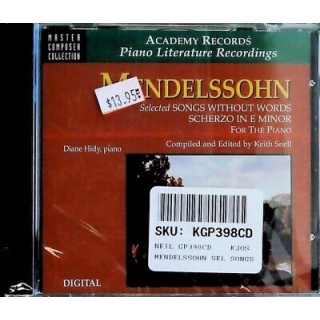 MASTER
COMPOSER
COLLECTION
ACADEMY RECORDS
Piano Literature Recordings
MENDELSSOHN
$13.95
Selected SONGS WITHOUT WORDS
SCHERZO IN E MINOR
FOR THE PIANO
Diane Hidy, piano
Compiled and Edited by Keith Snell
SKU: KGP398CD
NEIL GP398CD KJOS
MENDELSSOHN SEL SONGS
DIGITAL